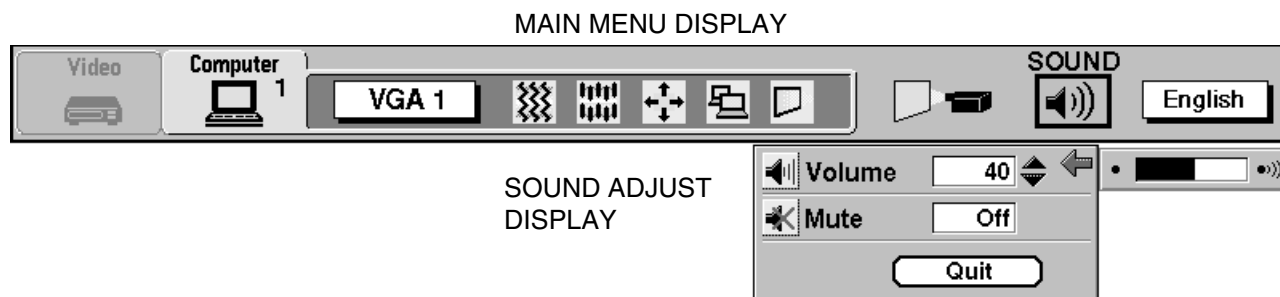 MAIN MENU DISPLAY
Video
Computer
SOUND
1
VGA 1
English
SOUND ADJUST
DISPLAY
Volume 40
Mute Off
Quit